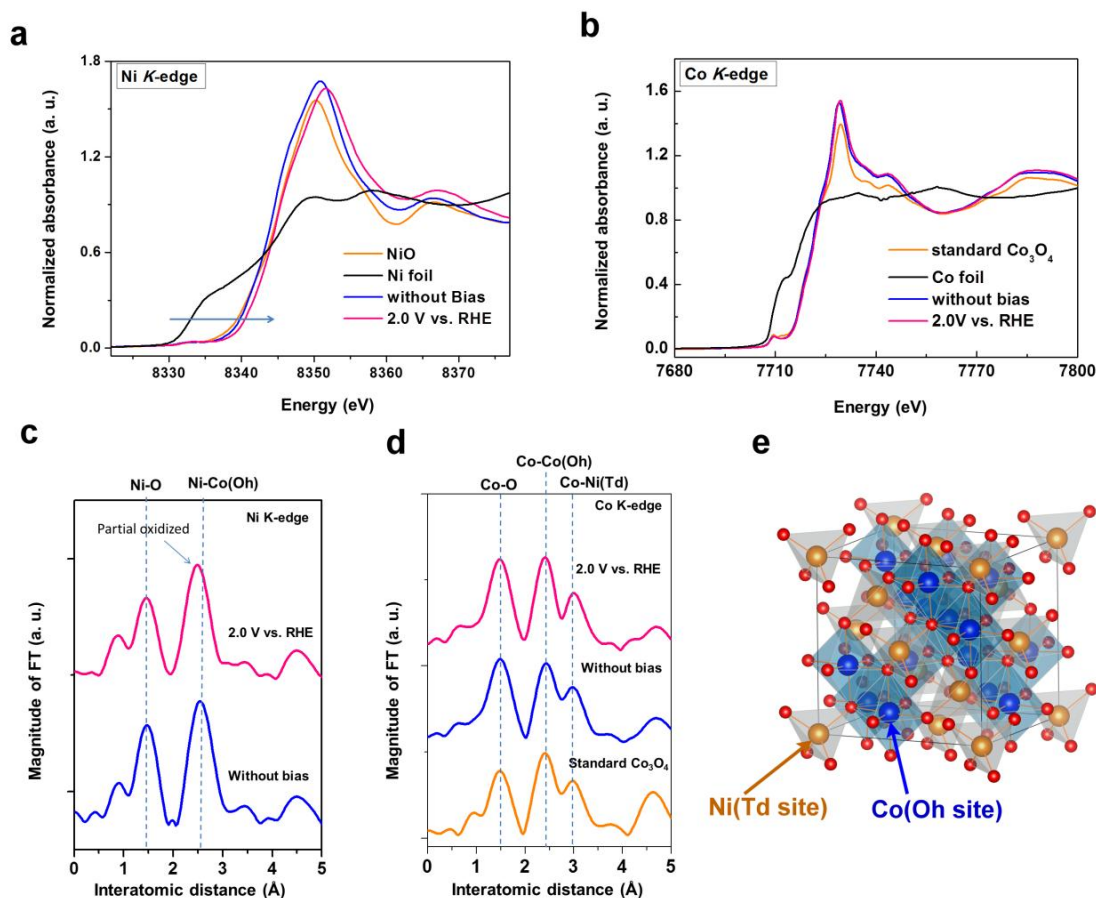 a
Ni K-edge
Normalized absorbance (a. u.)
1.8
1.2
0.6
0.0
NiO
Ni foil
without Bias
2.0 V vs. RHE
8330 8340 8350 8360 8370
Energy (eV)
b
Co K-edge
Normalized absorbance (a. u.)
1.6
1.2
0.8
0.4
0.0
standard Co₃O₄
Co foil
without bias
2.0V vs. RHE
7680 7710 7740 7770 7800
Energy (eV)
c
Ni-O
Ni-Co(Oh)
Partial oxidized
Ni K-edge
2.0 V vs. RHE
Without bias
Magnitude of FT (a. u.)
0 1 2 3 4 5
Interatomic distance (Å)
d
Co-Co(Oh)
Co-O
Co-Ni(Td)
Co K-edge
2.0 V vs. RHE
Without bias
Standard Co₃O₄
Magnitude of FT (a. u.)
0 1 2 3 4 5
Interatomic distance (Å)
e
Ni(Td site)
Co(Oh site)